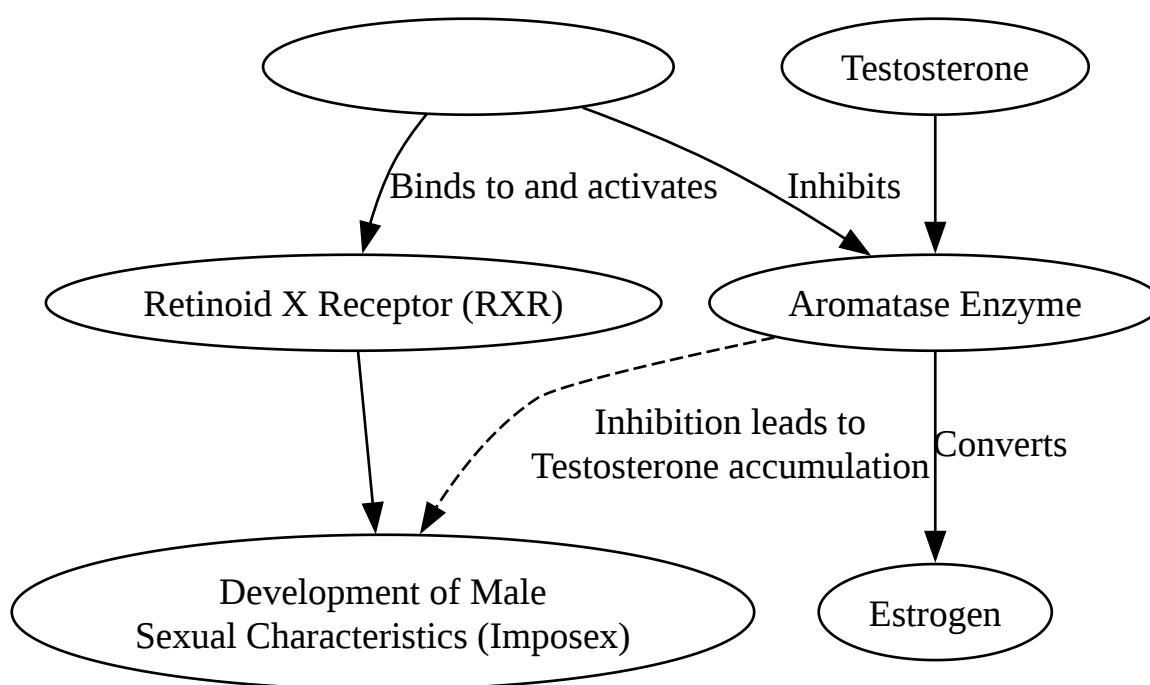 Testosterone
Binds to and activates
Inhibits
Retinoid X Receptor (RXR)
Aromatase Enzyme
Inhibition leads to
Testosterone accumulation
Converts
Development of Male
Sexual Characteristics (Imposex)
Estrogen